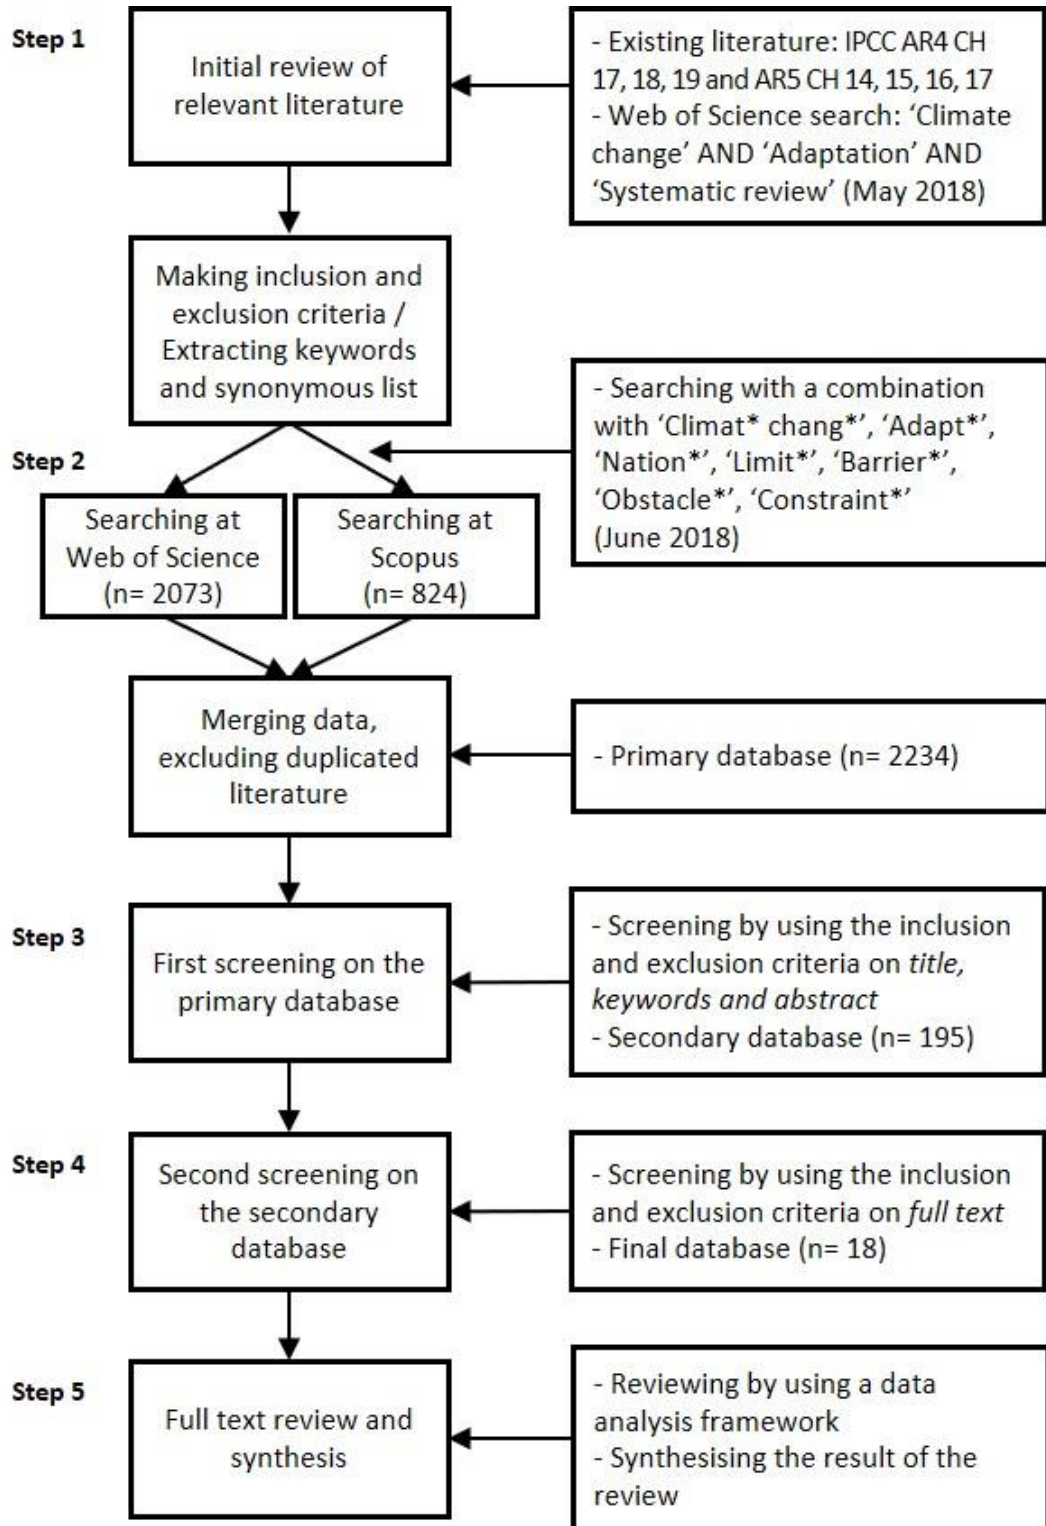 Step 1
Initial review of
relevant literature
- Existing literature: IPCC AR4 CH
17, 18, 19 and AR5 CH 14, 15, 16, 17
- Web of Science search: ‘Climate
change’ AND ‘Adaptation’ AND
‘Systematic review’ (May 2018)
Making inclusion and
exclusion criteria /
Extracting keywords
and synonymous list
- Searching with a combination
with ‘Climat* chang*’, ‘Adapt*’,
‘Nation*’, ‘Limit*’, ‘Barrier*’,
‘Obstacle*’, ‘Constraint*’
(June 2018)
Step 2
Searching at
Web of Science
(n= 2073)
Searching at
Scopus
(n= 824)
Merging data,
excluding duplicated
literature
- Primary database (n= 2234)
Step 3
First screening on the
primary database
- Screening by using the inclusion
and exclusion criteria on title,
keywords and abstract
- Secondary database (n= 195)
Step 4
Second screening on
the secondary
database
- Screening by using the inclusion
and exclusion criteria on full text
- Final database (n= 18)
Step 5
Full text review and
synthesis
- Reviewing by using a data
analysis framework
- Synthesising the result of the
review